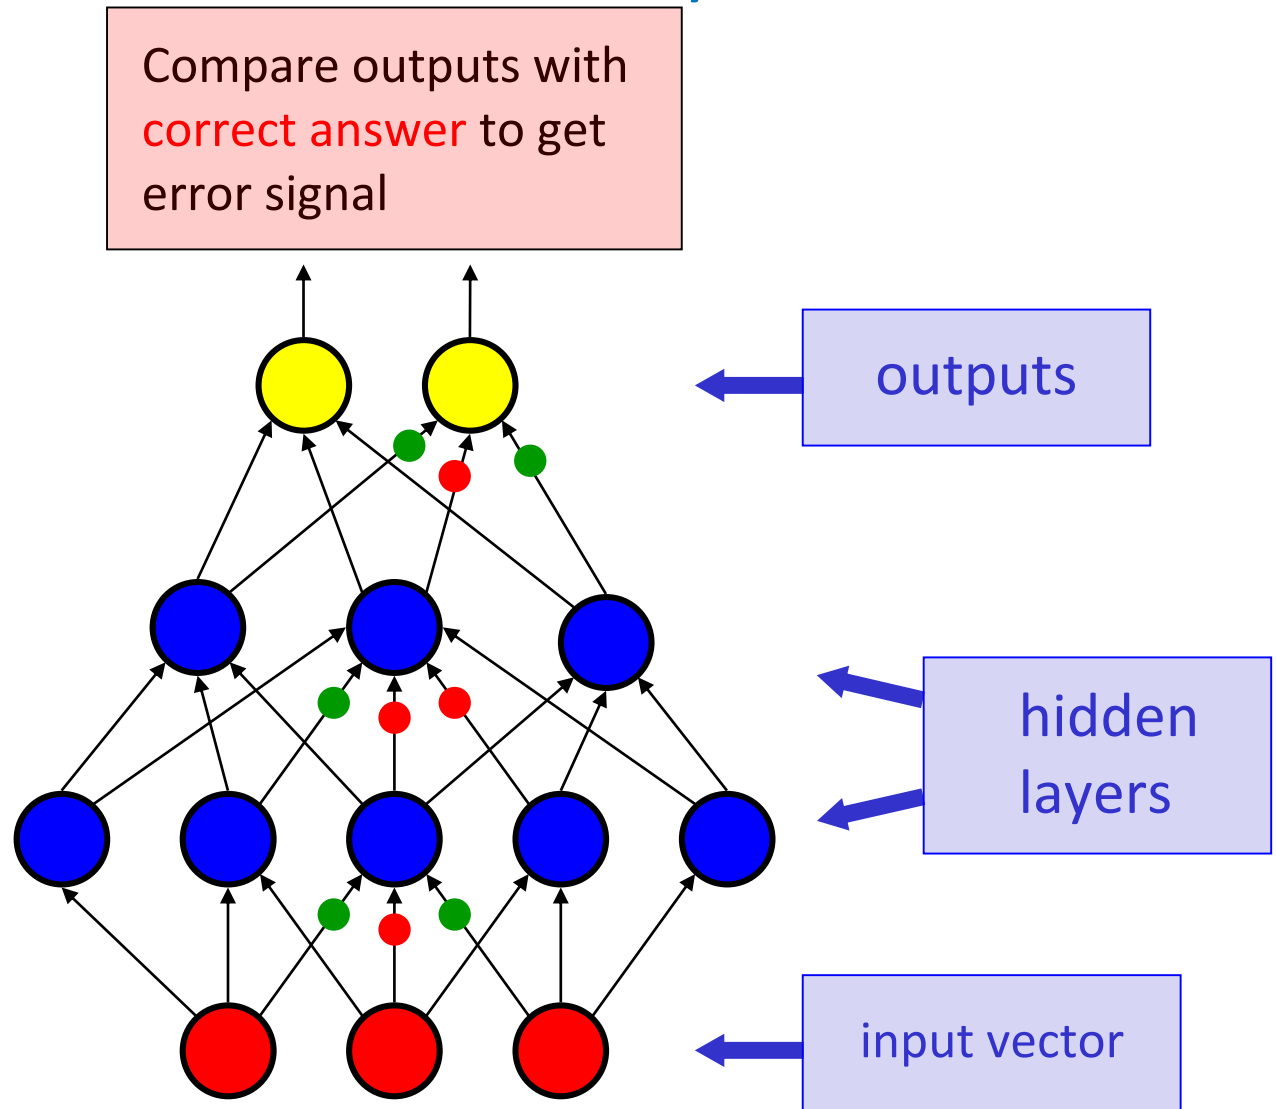 Compare outputs with
correct answer to get
error signal
outputs
hidden
layers
input vector